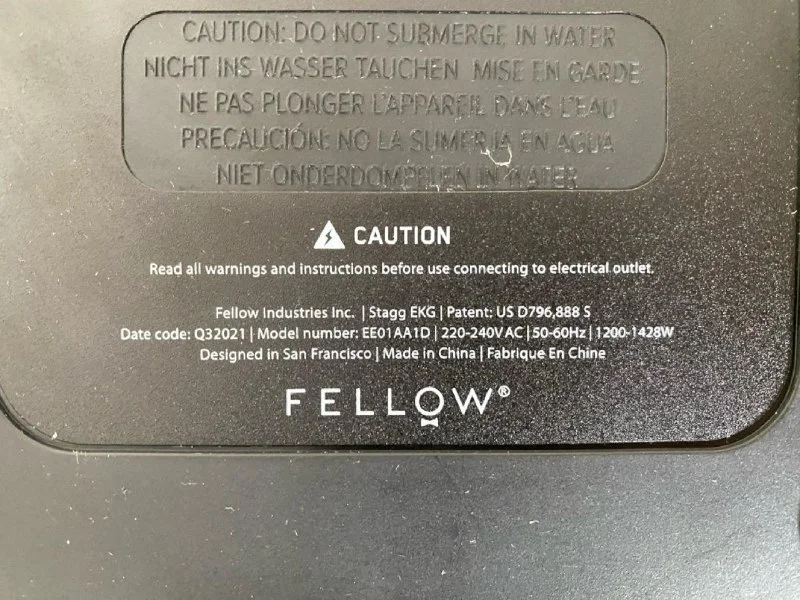 CAUTION: DO NOT SUBMERGE IN WATER
NICHT INS WASSER TAUCHEN MISE EN GARDE
NE PAS PLONGER L'APPAREIL DANS L'EAU
PRECAUCIÓN: NO LA SUMERJA EN AGUA
NIET ONDERDOMPELEN IN WATER
CAUTION
Read all warnings and instructions before use connecting to electrical outlet.
Fellow Industries Inc. | Stagg EKG | Patent: US D796,888 S
Date code: Q32021 | Model number: EE01AA1D | 220-240V AC | 50-60Hz | 1200-1428W
Designed in San Francisco | Made in China | Fabrique En Chine
FELLOW®